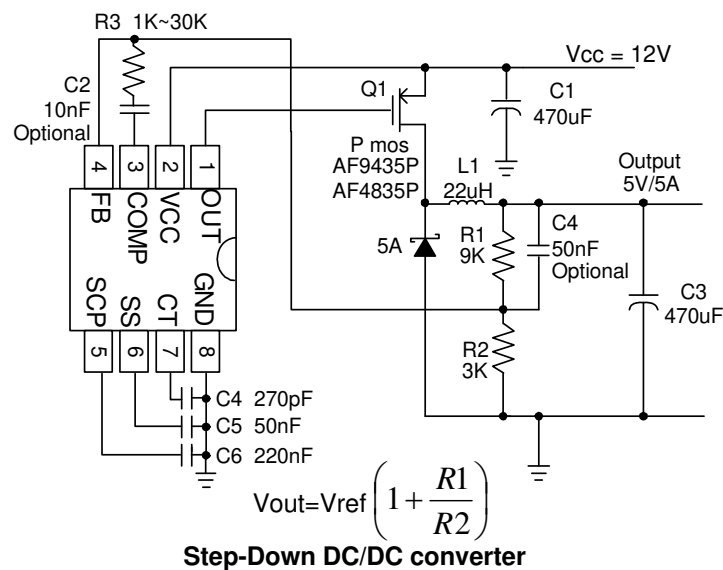 R3 1K~30K
C2
10nF
Optional
Vcc = 12V
Q1
C1
470uF
P mos
AF9435P
AF4835P
L1
22uH
Output
5V/5A
4
3
2
1
FB
COMP
VCC
OUT
SCP
SS
CT
GND
5
6
7
8
5A
R1
9K
C4
50nF
Optional
C3
470uF
R2
3K
C4 270pF
C5 50nF
C6 220nF
Vout=Vref(1+R1/R2)
Step-Down DC/DC converter